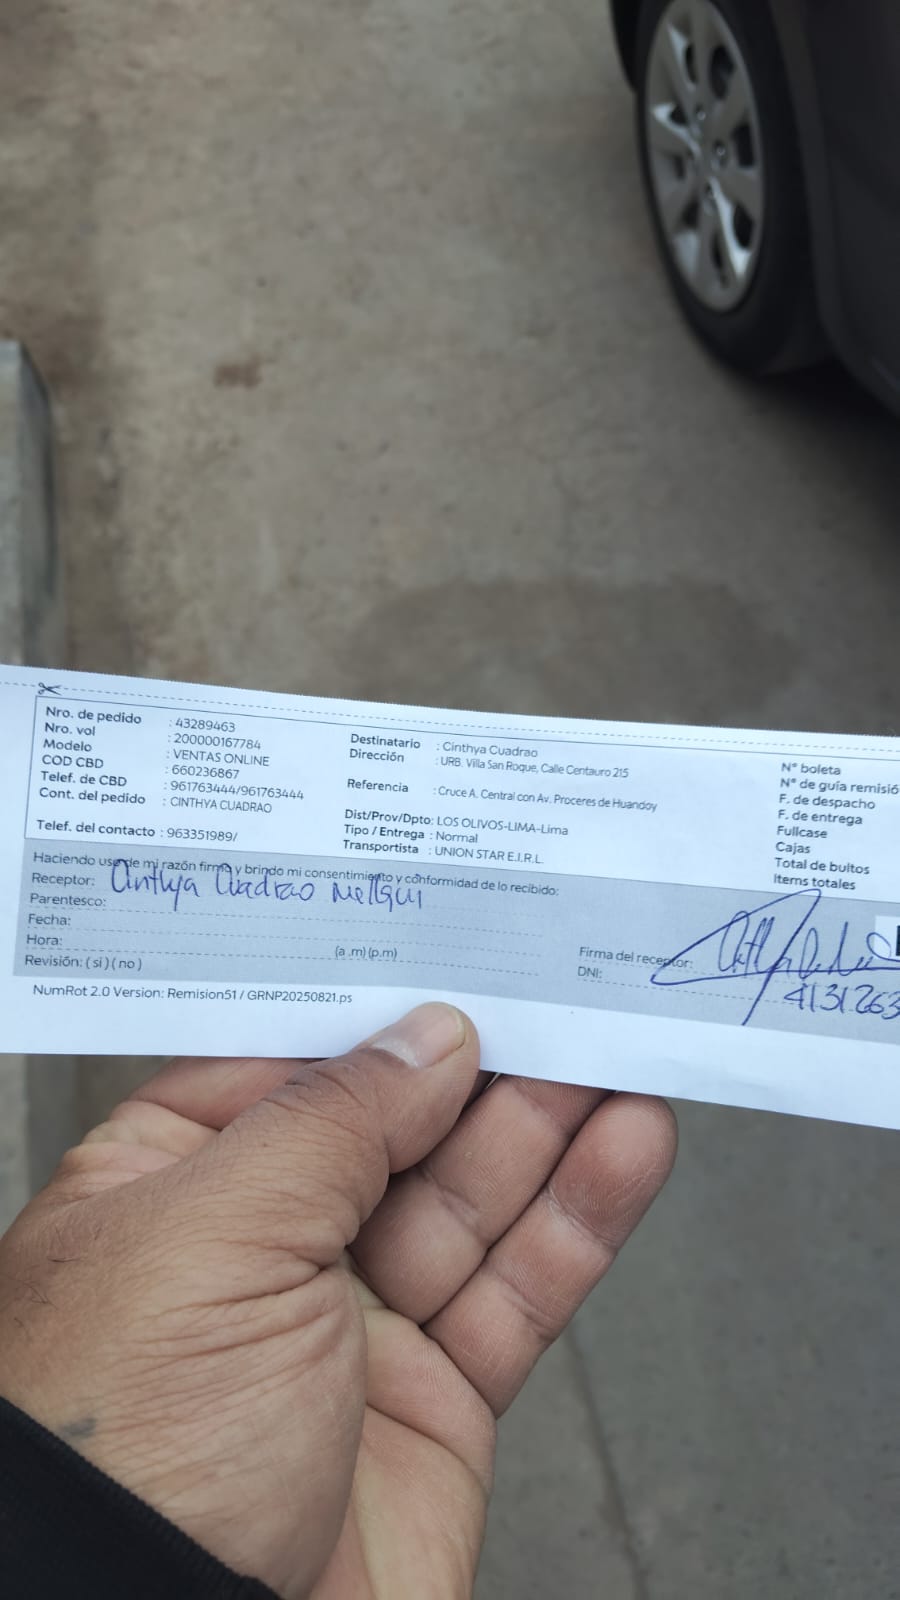 Nro. de pedido : 43289463
Nro. vol : 200000167784
Modelo : VENTAS ONLINE
COD CBD : 660236867
Telef. de CBD : 961763444/961763444
Cont. del pedido : CINTHYA CUADRAO
Telef. del contacto : 963351989/
Destinatario : Cinthya Cuadrao
Dirección : URB. Villa San Roque, Calle Centauro 215
Referencia : Cruce A. Central con Av. Proceres de Huandoy
Dist/Prov/Dpto: LOS OLIVOS-LIMA-Lima
Tipo / Entrega : Normal
Transportista : UNION STAR E.I.R.L.
N° boleta
N° de guía remisió
F. de despacho
F. de entrega
Fullcase
Cajas
Total de bultos
Items totales
Haciendo uso de mi razón firma y brindo mi consentimiento y conformidad de lo recibido:
Receptor: Cinthya Cuadrao
Parentesco:
Fecha:
Hora: (a .m) (p.m)
Revisión: ( si ) ( no )
Firma del receptor:
DNI: 4131263
NumRot 2.0 Version: Remision51 / GRNP20250821.ps